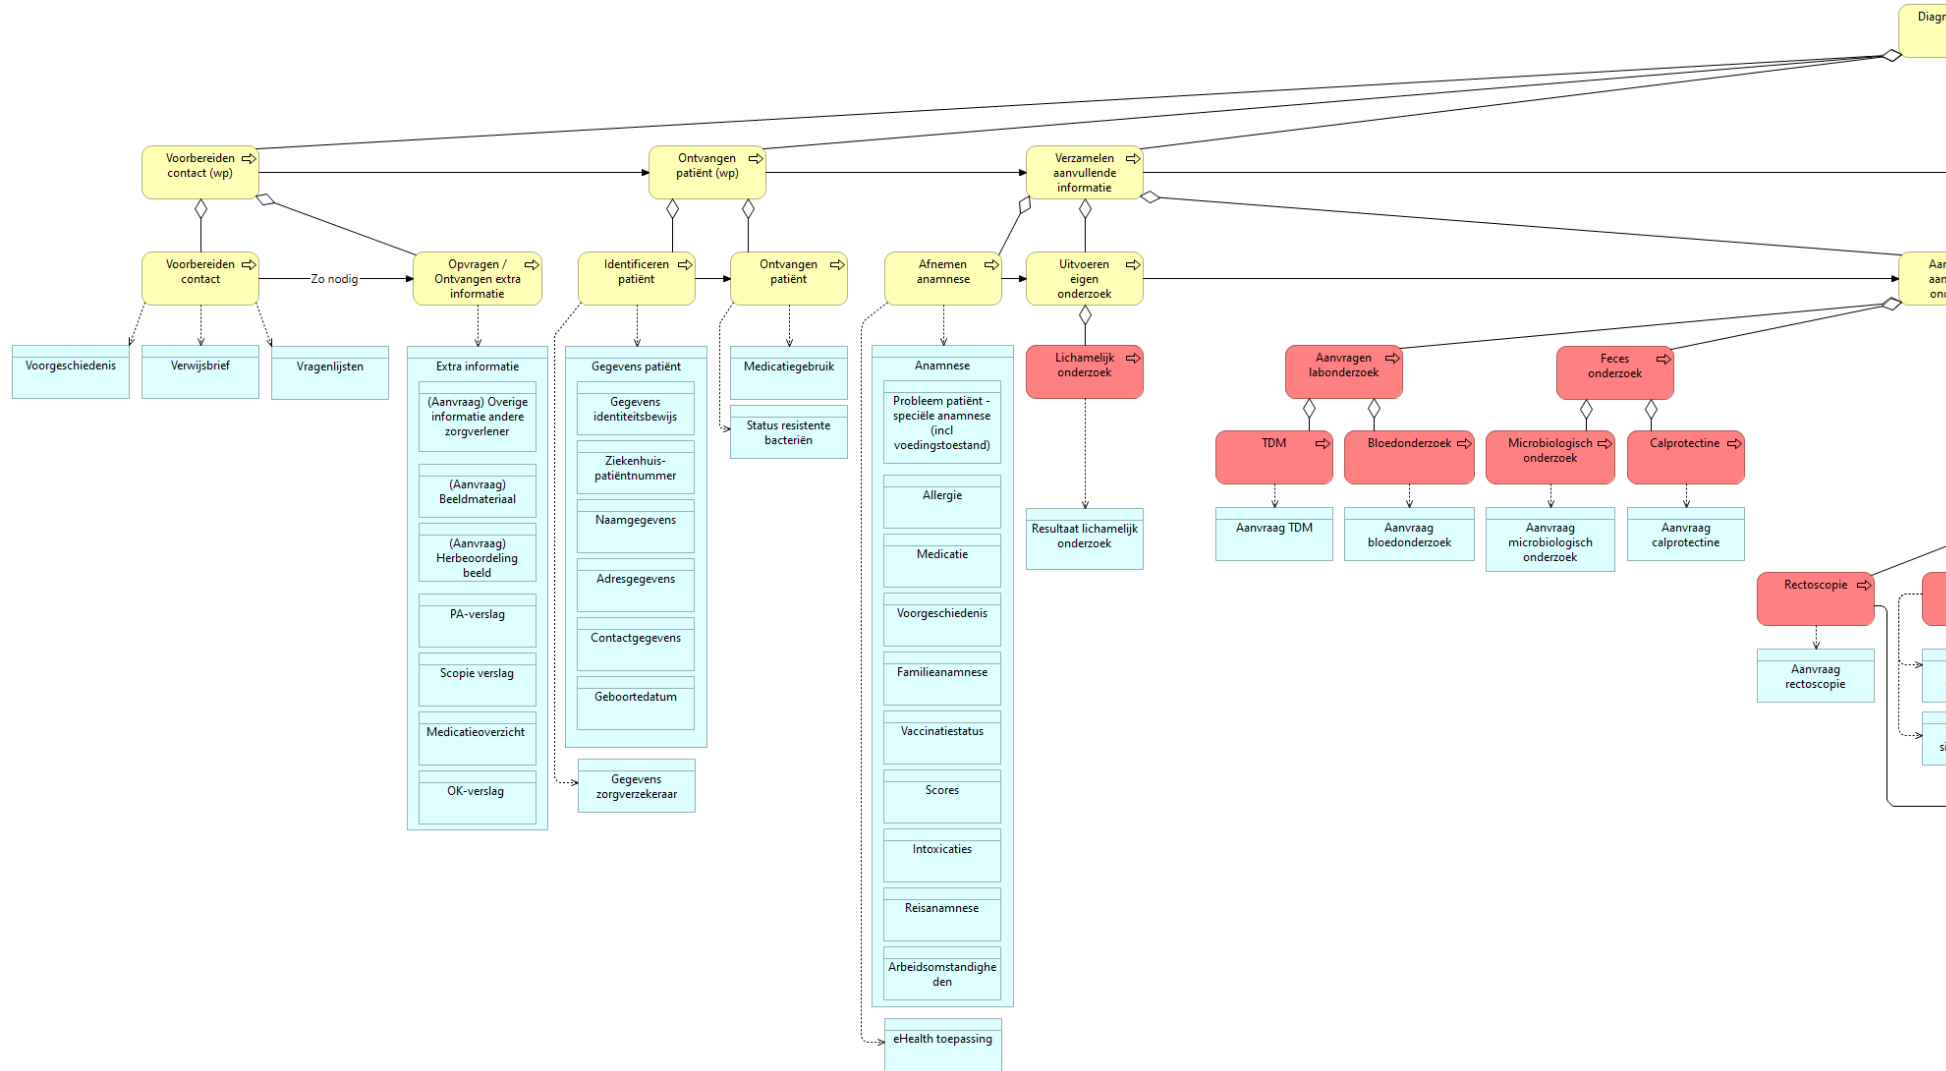 Diagr
Voorbereiden
contact (wp)
Ontvangen
patiënt (wp)
Verzamelen
aanvullende
informatie
Voorbereiden
contact
Zo nodig
Opvragen /
Ontvangen extra
informatie
Identificeren
patiënt
Ontvangen
patiënt
Afnemen
anamnese
Uitvoeren
eigen
onderzoek
Aar
aan
ond
Voorgeschiedenis
Verwijsbrief
Vragenlijsten
Extra informatie
(Aanvraag) Overige
informatie andere
zorgverlener
(Aanvraag)
Beeldmateriaal
(Aanvraag)
Herbeoordeling
beeld
PA-verslag
Scopie verslag
Medicatieoverzicht
OK-verslag
Gegevens patiënt
Gegevens
identiteitsbewijs
Ziekenhuis-
patiëntnummer
Naamgegevens
Adresgegevens
Contactgegevens
Geboortedatum
Gegevens
zorgverzekeraar
Medicatiegebruik
Status resistente
bacteriën
Anamnese
Probleem patiënt -
speciële anamnese
(incl
voedingstoestand)
Allergie
Medicatie
Voorgeschiedenis
Familieanamnese
Vaccinatiestatus
Scores
Intoxicaties
Reisanamnese
Arbeidsomstandighe
den
eHealth toepassing
Lichamelijk
onderzoek
Resultaat lichamelijk
onderzoek
Aanvragen
labonderzoek
Feces
onderzoek
TDM
Bloedonderzoek
Microbiologisch
onderzoek
Calprotectine
Aanvraag TDM
Aanvraag
bloedonderzoek
Aanvraag
microbiologisch
onderzoek
Aanvraag
calprotectine
Rectoscopie
Aanvraag
rectoscopie
si